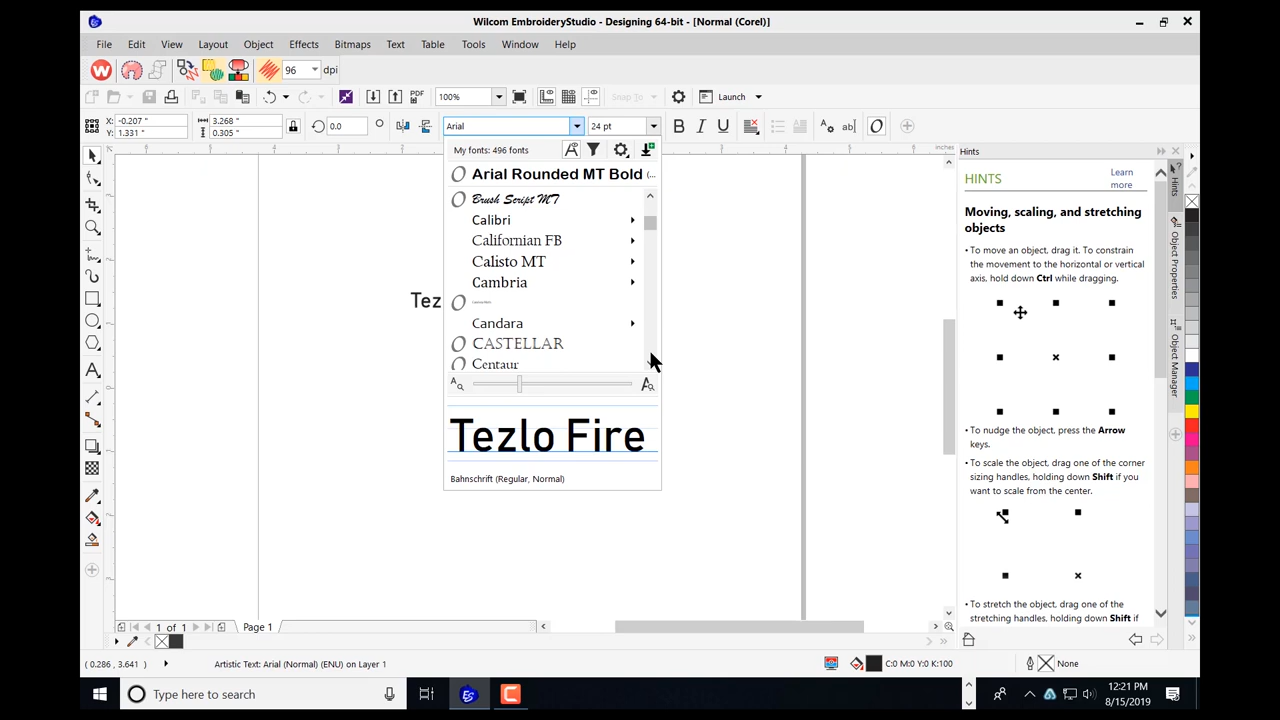 Wilcom EmbroideryStudio - Designing 64-bit - [Normal (Corel)]
File Edit View Layout Object Effects Bitmaps Text Table Tools Window Help
96 dpi
PDF 100% Snap To Launch
X: -0.207 "
Y: 1.331 "
3.268 "
0.305 "
0.0
Arial
24 pt
B I U
My fonts: 496 fonts
Arial Rounded MT Bold (...
Brush Script MT
Calibri
Californian FB
Calisto MT
Cambria
Candara
CASTELLAR
Centaur
Tezlo Fire
Bahnschrift (Regular, Normal)
Tez
inches
Hints
HINTS
Learn more
Moving, scaling, and stretching
objects
• To move an object, drag it. To constrain
the movement to the horizontal or vertical
axis, hold down Ctrl while dragging.
• To nudge the object, press the Arrow
keys.
• To scale the object, drag one of the corner
sizing handles, holding down Shift if you
want to scale from the center.
• To stretch the object, drag one of the
stretching handles, holding down Shift if
Hints
Object Properties
Object Manager
1 of 1
Page 1
( 0.286 , 3.641 )
Artistic Text: Arial (Normal) (ENU) on Layer 1
C:0 M:0 Y:0 K:100
None
Type here to search
12:21 PM
8/15/2019